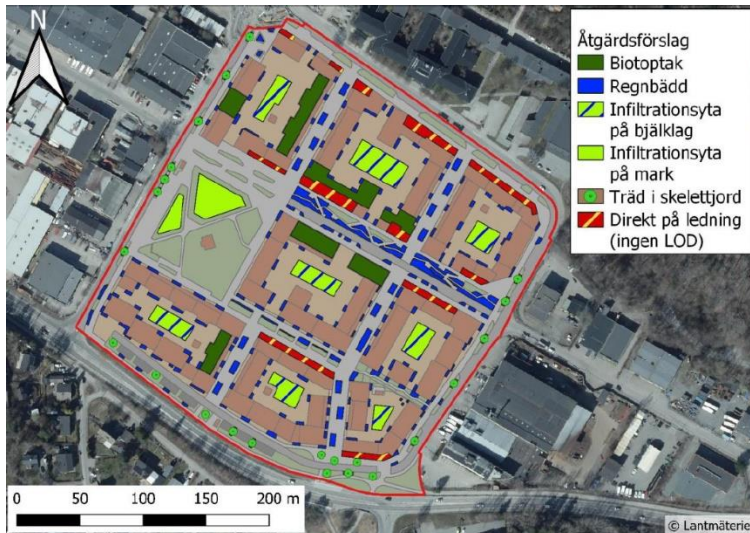 N
Åtgärdsförslag
Biotoptak
Regnbädd
Infiltrationsyta
på bjälklag
Infiltrationsyta
på mark
Träd i skelettjord
Direkt på ledning
(ingen LOD)
0 50 100 150 200 m
© Lantmäterie